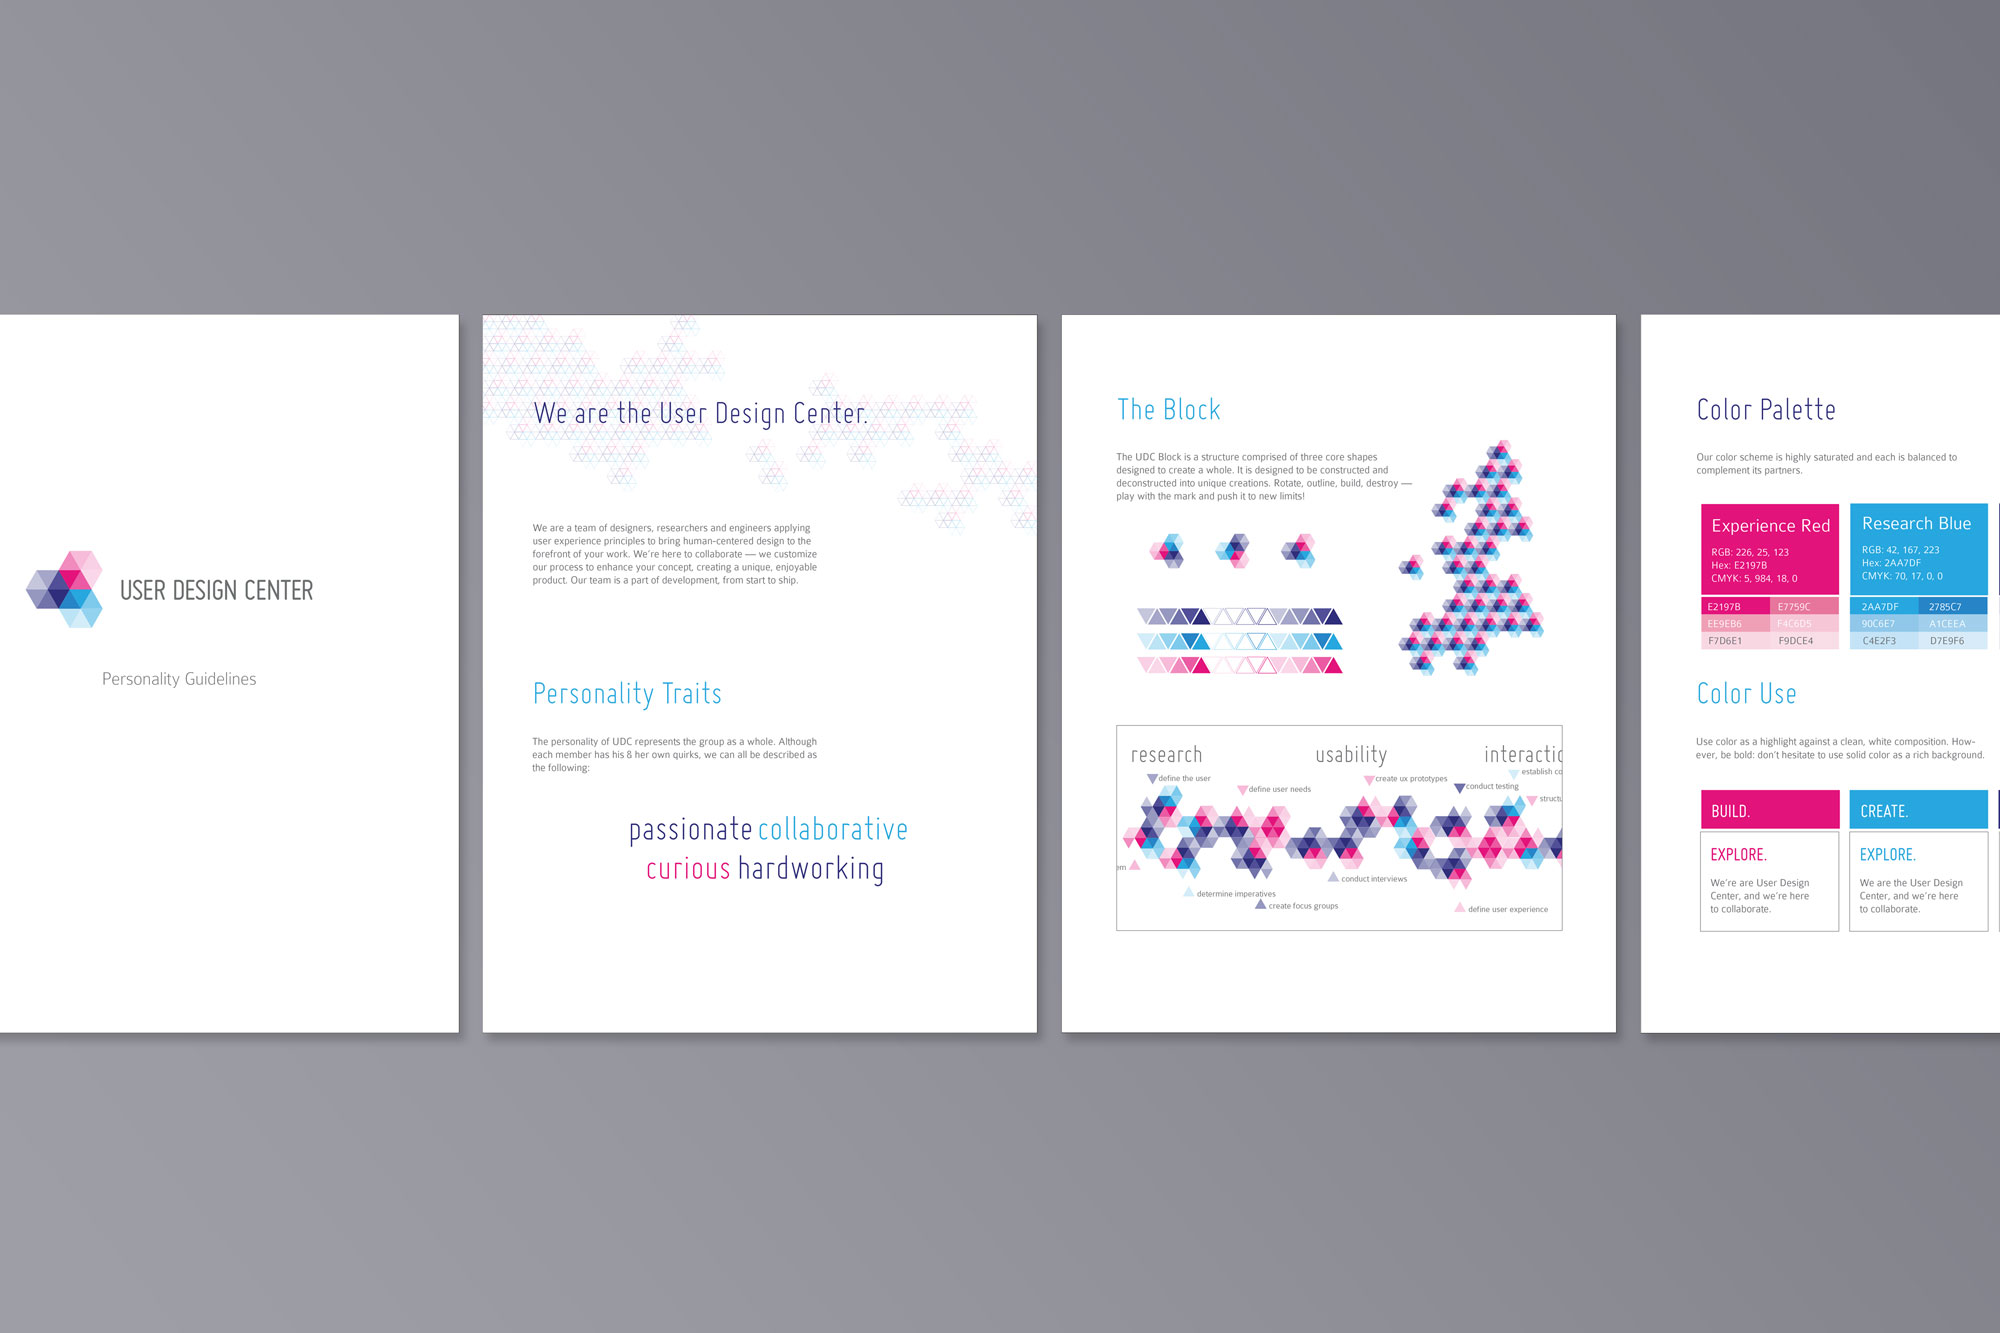 USER DESIGN CENTER
Personality Guidelines
We are the User Design Center.
We are a team of designers, researchers and engineers applying
user experience principles to bring human-centered design to the
forefront of your work. We're here to collaborate — we customize
our process to enhance your concept, creating a unique, enjoyable
product. Our team is a part of development, from start to ship.
Personality Traits
The personality of UDC represents the group as a whole. Although
each member has his & her own quirks, we can all be described as
the following:
passionate collaborative
curious hardworking
The Block
The UDC Block is a structure comprised of three core shapes
designed to create a whole. It is designed to be constructed and
deconstructed into unique creations. Rotate, outline, build, destroy —
play with the mark and push it to new limits!
research usability interactio
define the user
define user needs
create ux prototypes
conduct testing
establish co
structu
em
determine imperatives
create focus groups
conduct interviews
define user experience
Color Palette
Our color scheme is highly saturated and each is balanced to
complement its partners.
Experience Red
RGB: 226, 25, 123
Hex: E2197B
CMYK: 5, 984, 18, 0
E2197B E7759C
EE9EB6 F4C6D5
F7D6E1 F9DCE4
Research Blue
RGB: 42, 167, 223
Hex: 2AA7DF
CMYK: 70, 17, 0, 0
2AA7DF 2785C7
90C6E7 A1CEEA
C4E2F3 D7E9F6
Color Use
Use color as a highlight against a clean, white composition. How-
ever, be bold: don't hesitate to use solid color as a rich background.
BUILD.
EXPLORE.
We're are User Design
Center, and we're here
to collaborate.
CREATE.
EXPLORE.
We are the User Design
Center, and we're here
to collaborate.